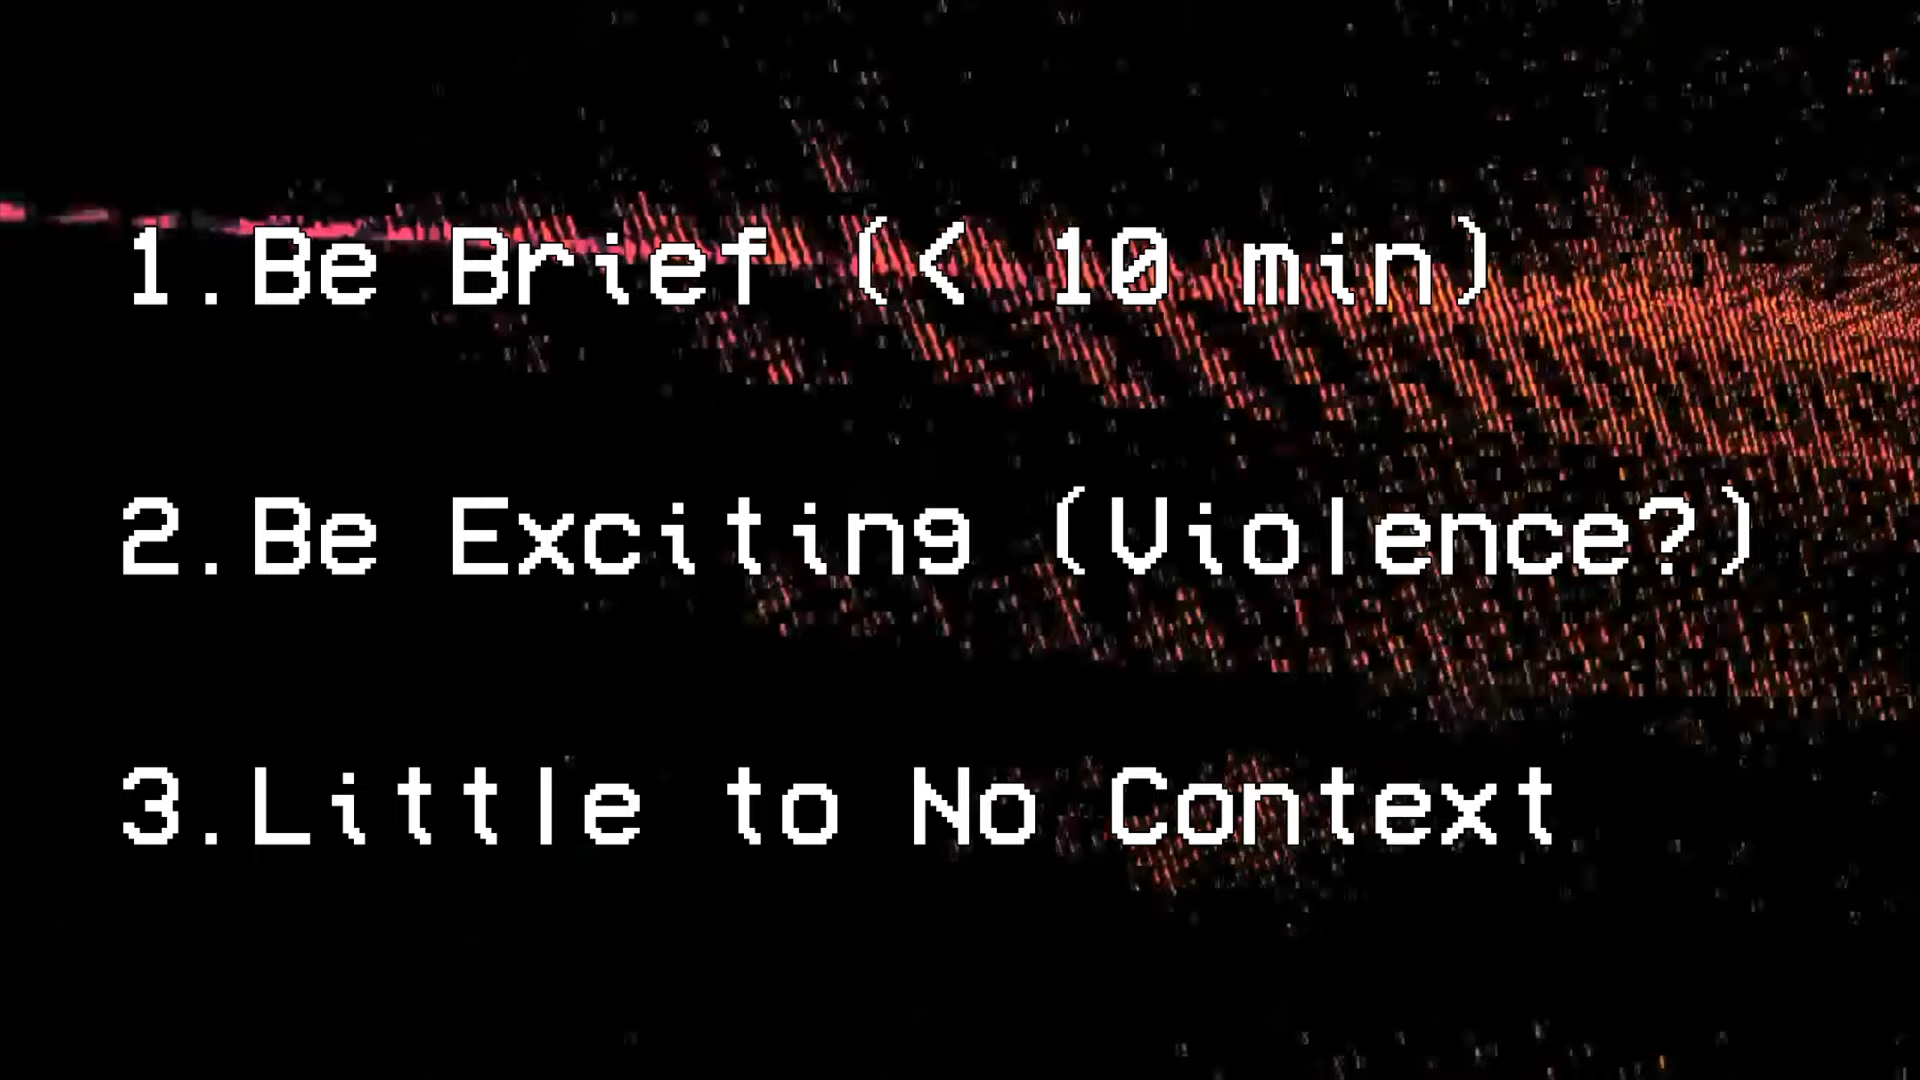 1.Be Brief (< 10 min)
2.Be Exciting (Violence?)
3.Little to No Context